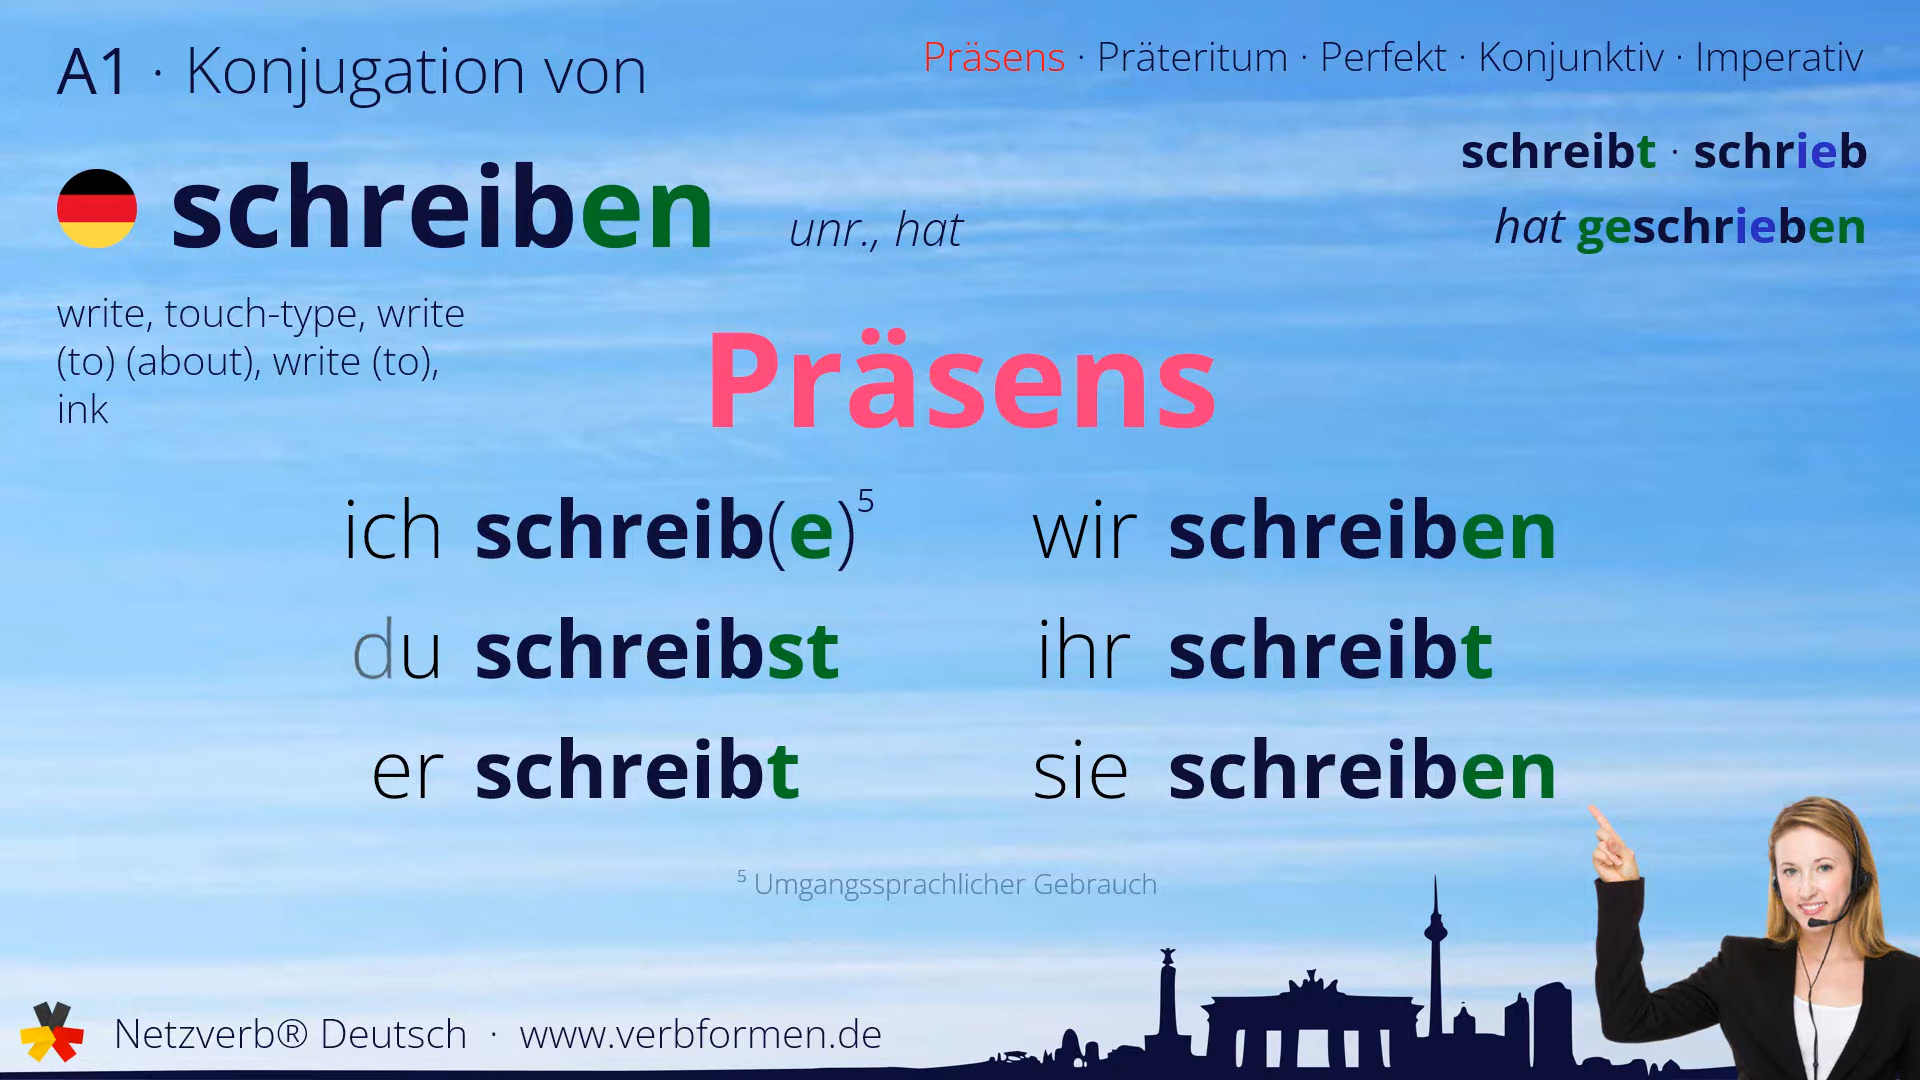 A1 · Konjugation von
Präsens · Präteritum · Perfekt · Konjunktiv · Imperativ
schreiben unr., hat
schreibt · schrieb
hat geschrieben
write, touch-type, write
(to) (about), write (to),
ink
Präsens
ich schreib(e)⁵
du schreibst
er schreibt
wir schreiben
ihr schreibt
sie schreiben
⁵ Umgangssprachlicher Gebrauch
Netzverb® Deutsch · www.verbformen.de